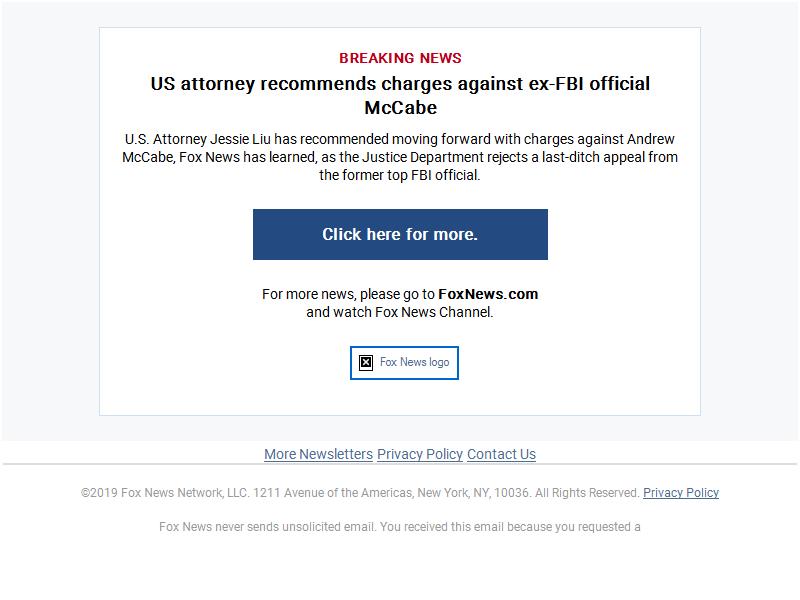 BREAKING NEWS
US attorney recommends charges against ex-FBI official
McCabe
U.S. Attorney Jessie Liu has recommended moving forward with charges against Andrew
McCabe, Fox News has learned, as the Justice Department rejects a last-ditch appeal from
the former top FBI official.
Click here for more.
For more news, please go to FoxNews.com
and watch Fox News Channel.
Fox News logo
More Newsletters Privacy Policy Contact Us
©2019 Fox News Network, LLC. 1211 Avenue of the Americas, New York, NY, 10036. All Rights Reserved. Privacy Policy
Fox News never sends unsolicited email. You received this email because you requested a